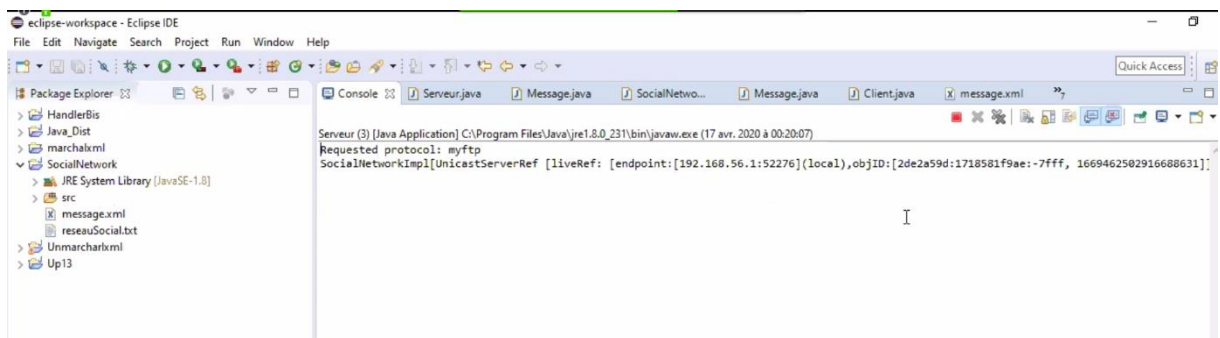 eclipse-workspace - Eclipse IDE
File Edit Navigate Search Project Run Window Help
Quick Access
Package Explorer
Console Serveur.java Message.java SocialNetwo... Message.java Client.java message.xml »7
HandlerBis
Java_Dist
marchalxml
SocialNetwork
JRE System Library [JavaSE-1.8]
src
message.xml
reseauSocial.txt
Unmarcharlxml
Up13
Serveur (3) [Java Application] C:\Program Files\Java\jre1.8.0_231\bin\javaw.exe (17 avr. 2020 à 00:20:07)
Requested protocol: myftp
SocialNetworkImpl[UnicastServerRef [liveRef: [endpoint:[192.168.56.1:52276](local),objID:[2de2a59d:1718581f9ae:-7fff, 1669462502916688631]]